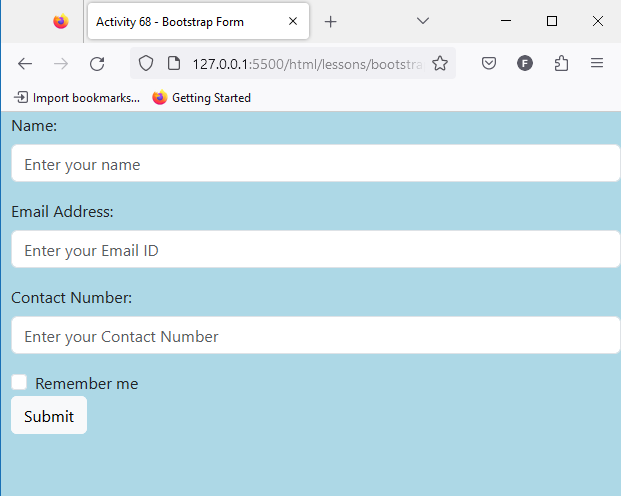 Activity 68 - Bootstrap Form
127.0.0.1:5500/html/lessons/bootstra
F
Import bookmarks...
Getting Started
Name:
Enter your name
Email Address:
Enter your Email ID
Contact Number:
Enter your Contact Number
Remember me
Submit